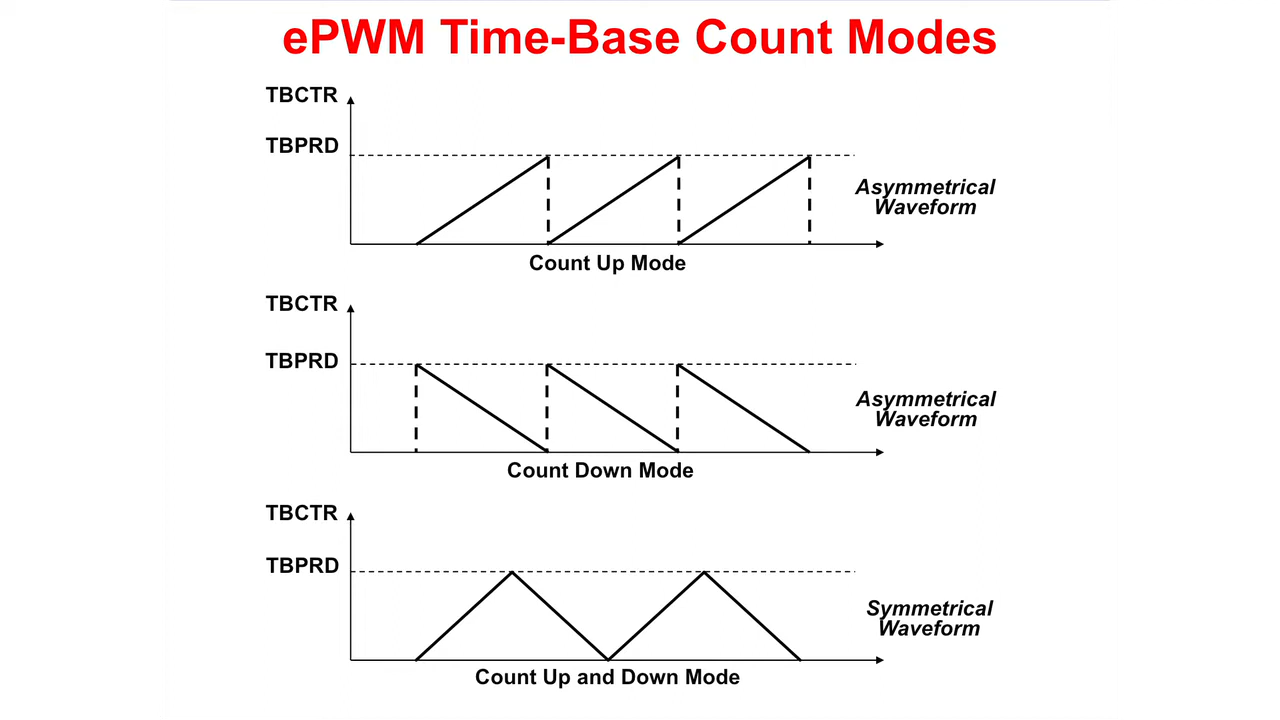 ePWM Time-Base Count Modes
TBCTR
TBPRD
Asymmetrical
Waveform
Count Up Mode
TBCTR
TBPRD
Asymmetrical
Waveform
Count Down Mode
TBCTR
TBPRD
Symmetrical
Waveform
Count Up and Down Mode